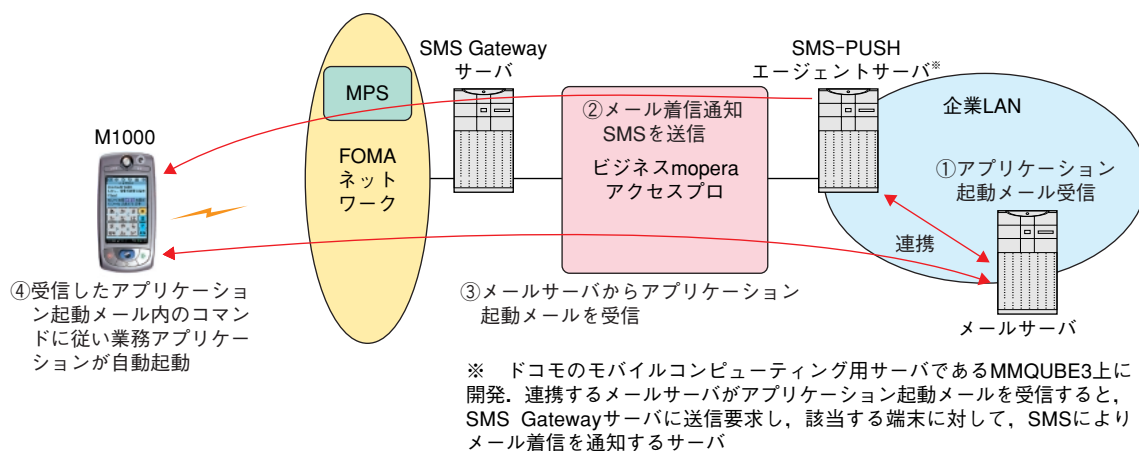 SMS Gateway
サーバ
SMS-PUSH
エージェントサーバ※
MPS
企業LAN
②メール着信通知
SMSを送信
M1000
FOMA
ネット
ワーク
ビジネスmopera
アクセスプロ
①アプリケーション
起動メール受信
連携
③メールサーバからアプリケーション
起動メールを受信
④受信したアプリケーショ
ン起動メール内のコマン
ドに従い業務アプリケー
ションが自動起動
メールサーバ
※ ドコモのモバイルコンピューティング用サーバであるMMQUBE3上に
開発．連携するメールサーバがアプリケーション起動メールを受信すると，
SMS Gatewayサーバに送信要求し，該当する端末に対して，SMSにより
メール着信を通知するサーバ